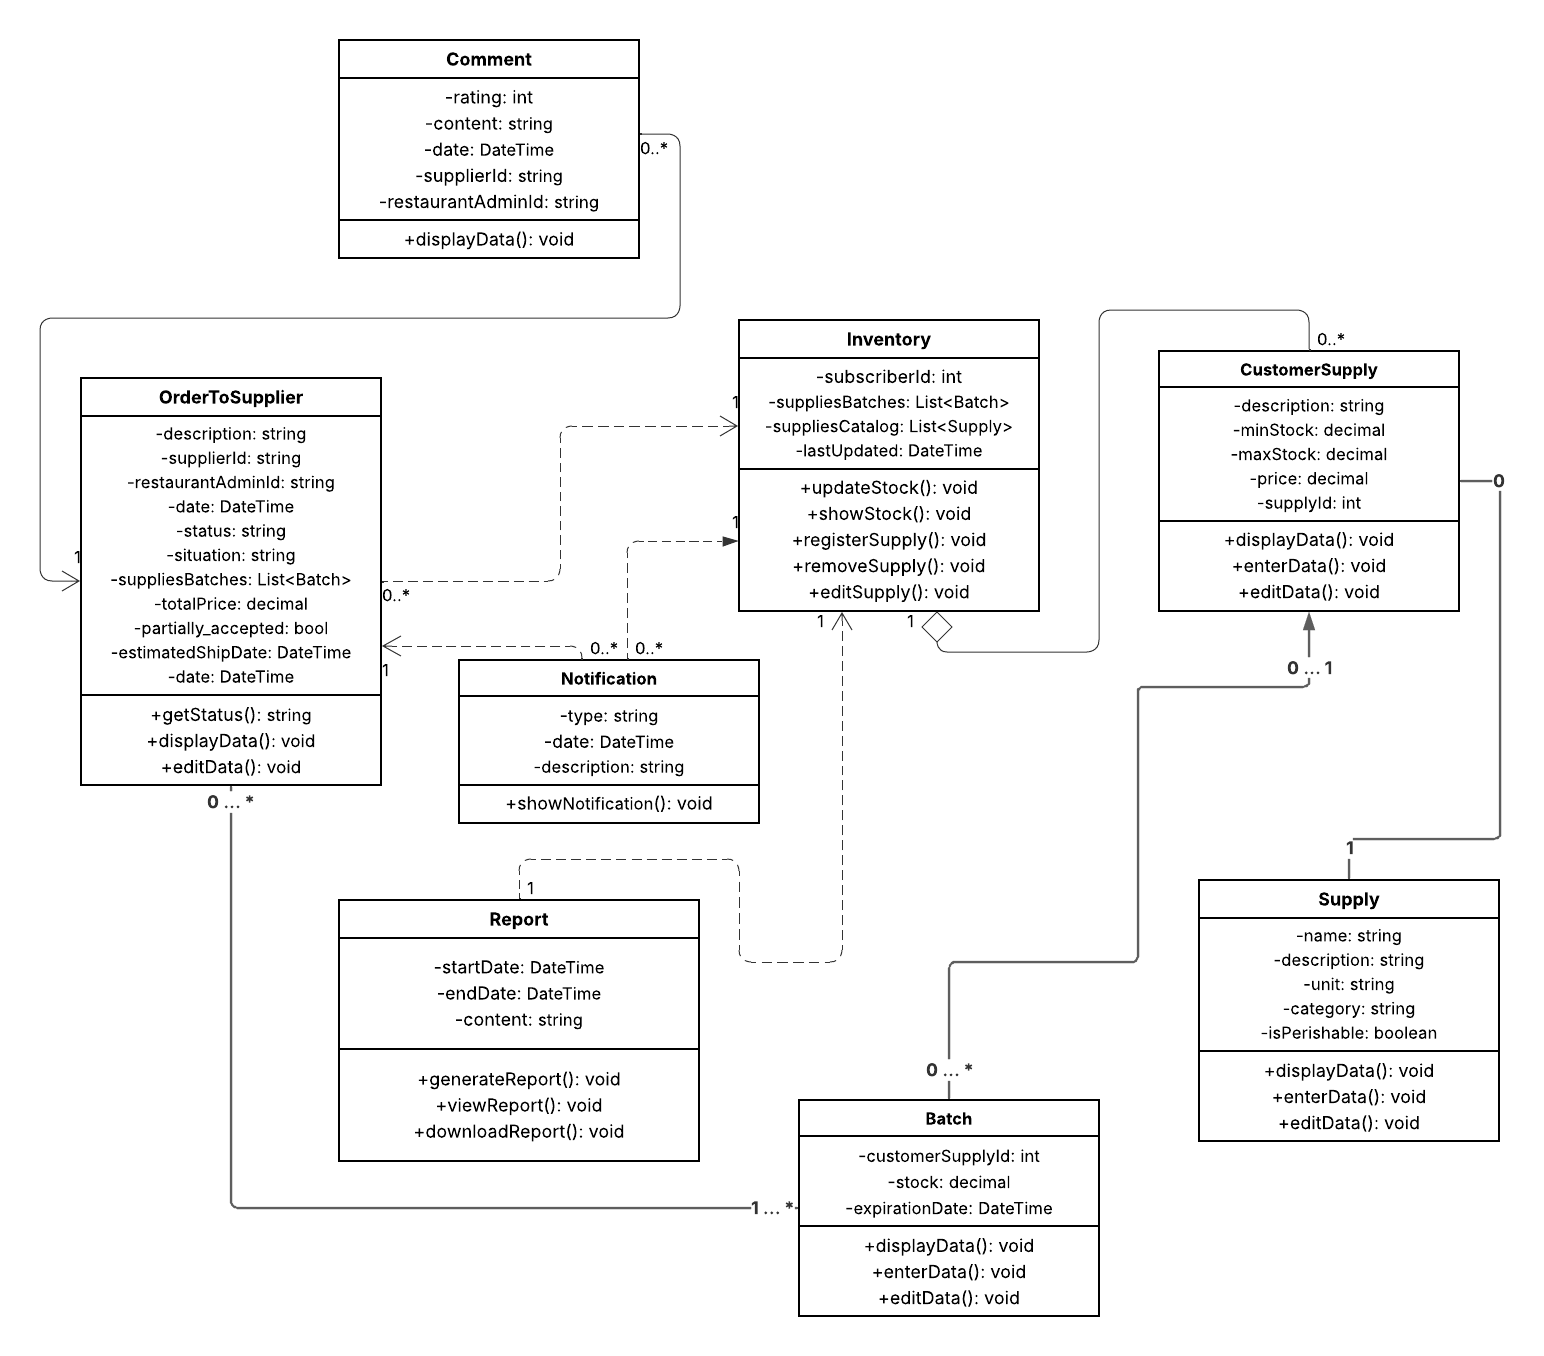 Comment
-rating: int
-content: string
-date: DateTime
-supplierId: string
-restaurantAdminId: string
+displayData(): void
0..*
OrderToSupplier
-description: string
-supplierId: string
-restaurantAdminId: string
-date: DateTime
-status: string
-situation: string
-suppliesBatches: List<Batch>
-totalPrice: decimal
-partially_accepted: bool
-estimatedShipDate: DateTime
-date: DateTime
+getStatus(): string
+displayData(): void
+editData(): void
1
0..*
1
0 ... *
Inventory
-subscriberId: int
-suppliesBatches: List<Batch>
-suppliesCatalog: List<Supply>
-lastUpdated: DateTime
+updateStock(): void
+showStock(): void
+registerSupply(): void
+removeSupply(): void
+editSupply(): void
1
1
1
1
CustomerSupply
-description: string
-minStock: decimal
-maxStock: decimal
-price: decimal
-supplyId: int
+displayData(): void
+enterData(): void
+editData(): void
0..*
0
0 ... 1
Notification
-type: string
-date: DateTime
-description: string
+showNotification(): void
0..*
0..*
Report
-startDate: DateTime
-endDate: DateTime
-content: string
+generateReport(): void
+viewReport(): void
+downloadReport(): void
1
Supply
-name: string
-description: string
-unit: string
-category: string
-isPerishable: boolean
+displayData(): void
+enterData(): void
+editData(): void
1
Batch
-customerSupplyId: int
-stock: decimal
-expirationDate: DateTime
+displayData(): void
+enterData(): void
+editData(): void
0 ... *
1 ... *